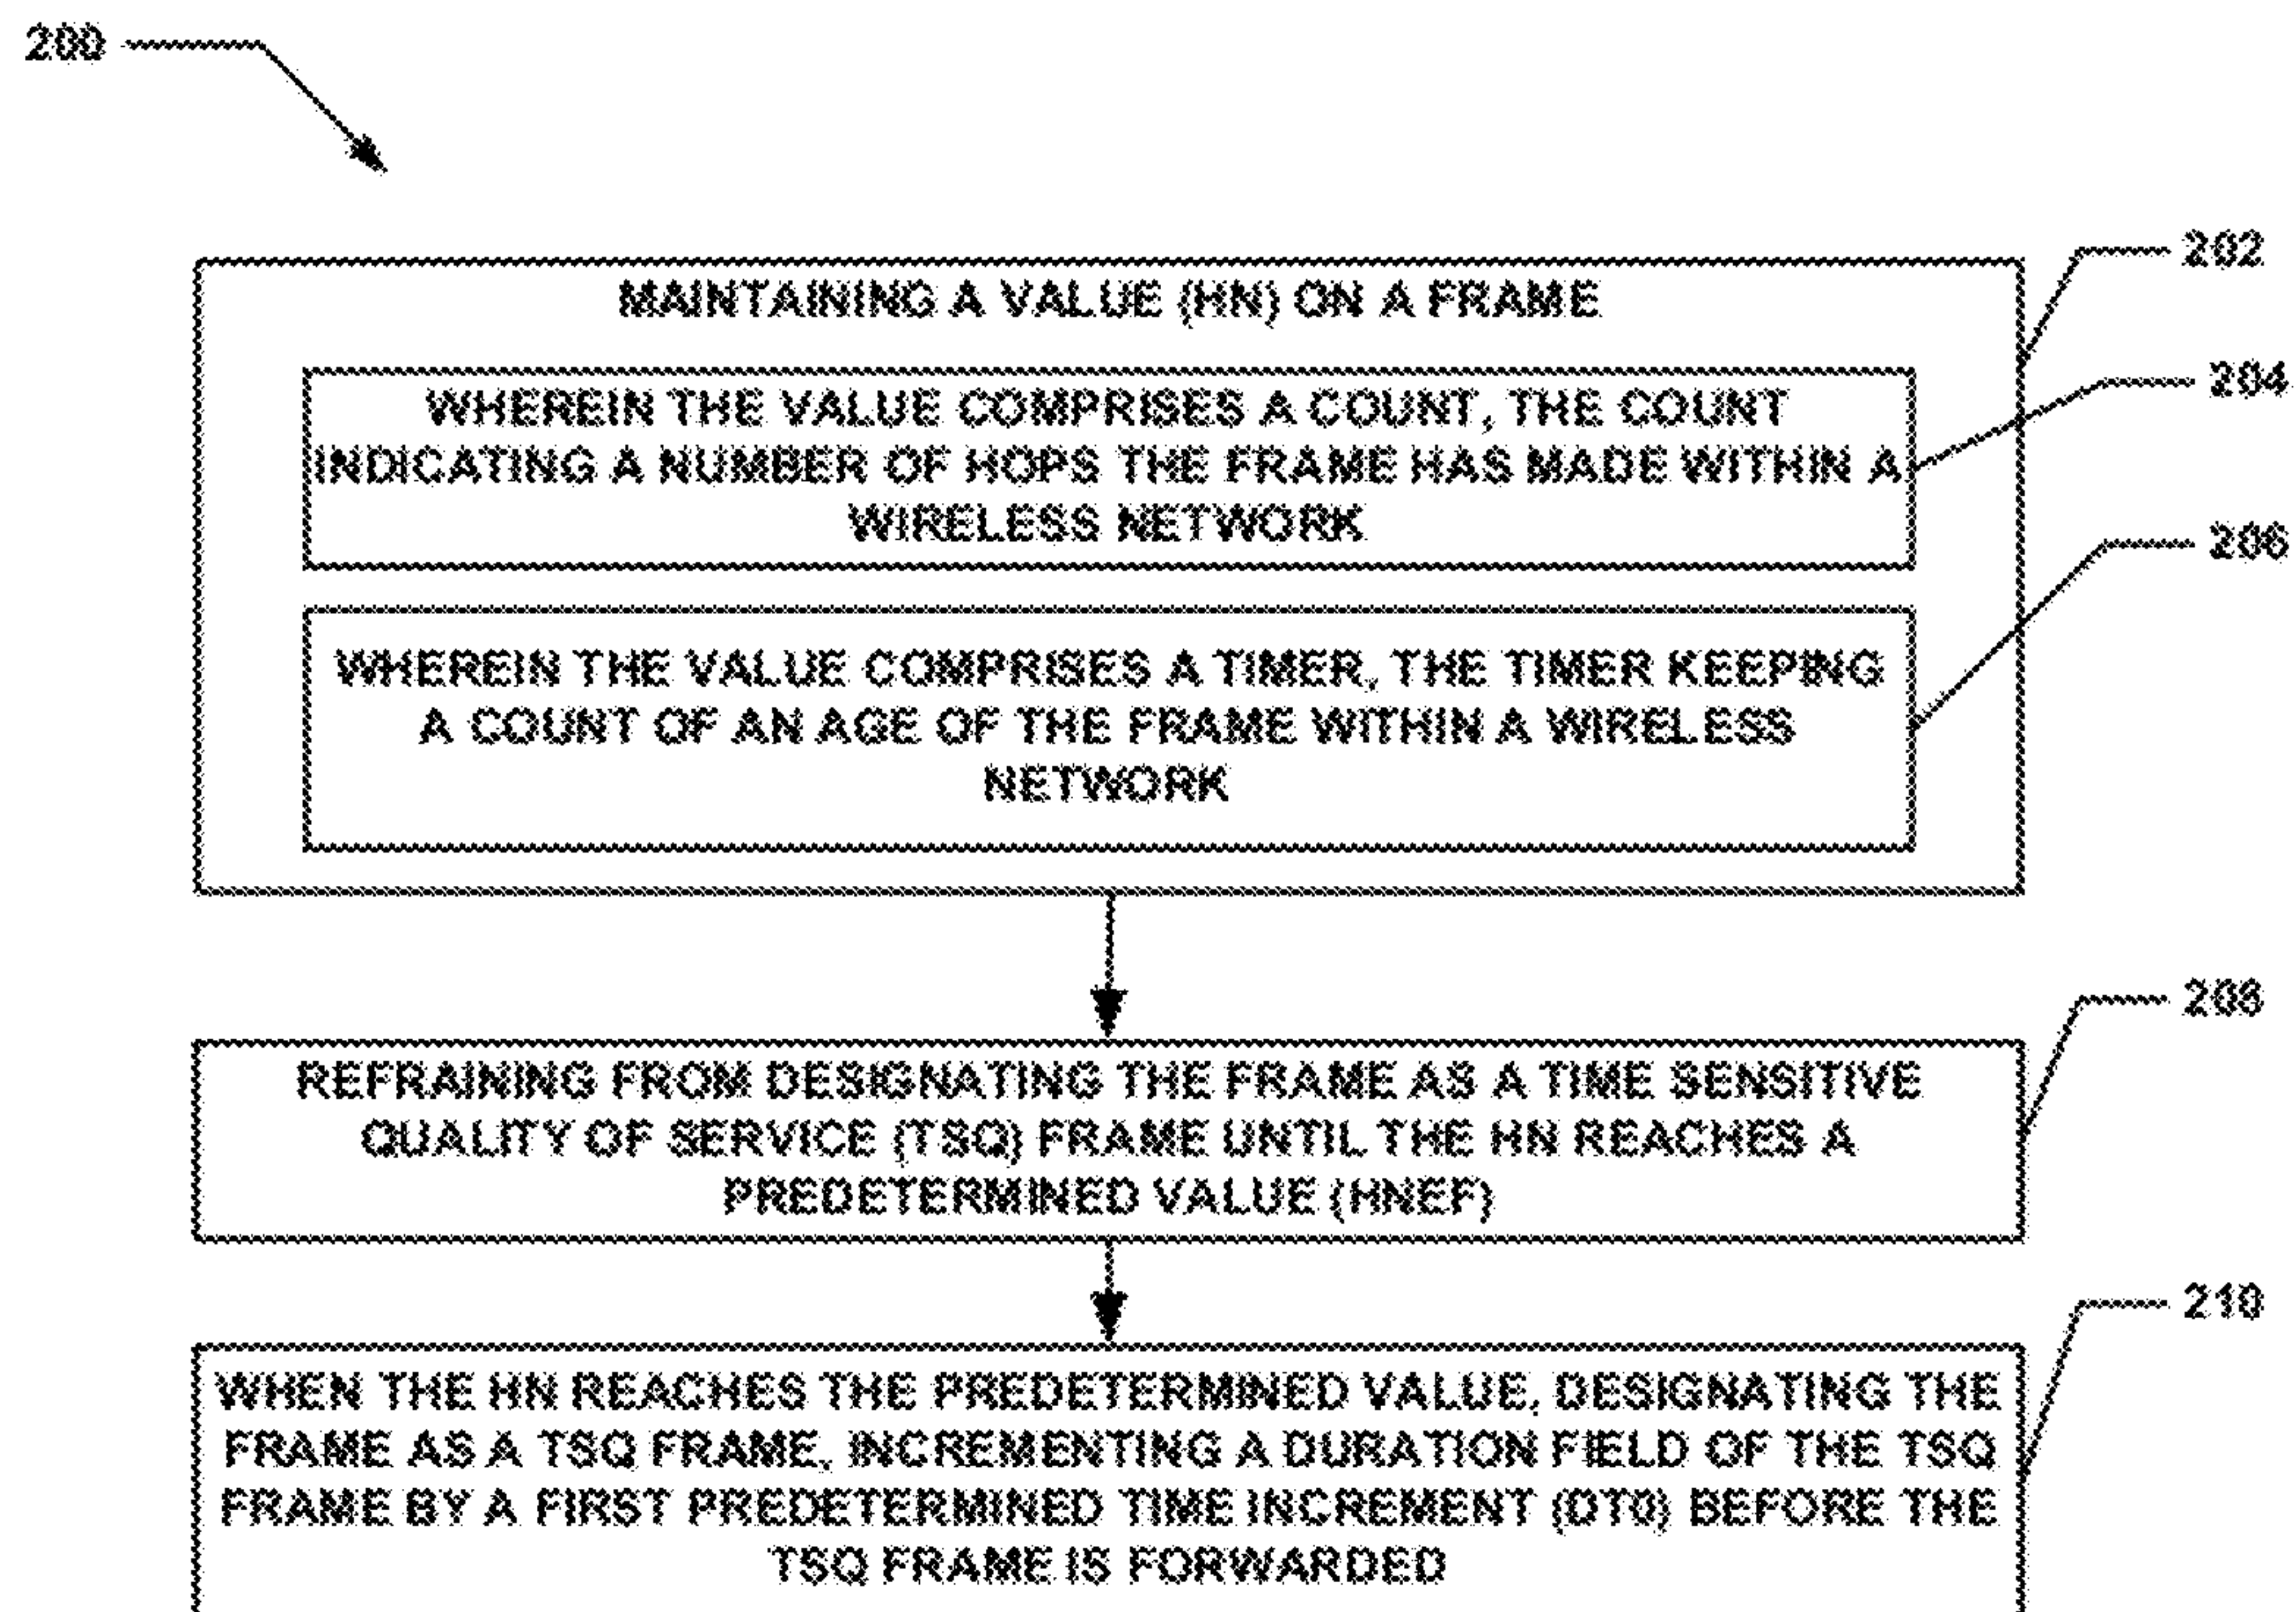 200
202
MAINTAINING A VALUE (HN) ON A FRAME
204
WHEREIN THE VALUE COMPRISES A COUNT, THE COUNT
INDICATING A NUMBER OF HOPS THE FRAME HAS MADE WITHIN A
WIRELESS NETWORK
206
WHEREIN THE VALUE COMPRISES A TIMER, THE TIMER KEEPING
A COUNT OF AN AGE OF THE FRAME WITHIN A WIRELESS
NETWORK
208
REFRAINING FROM DESIGNATING THE FRAME AS A TIME SENSITIVE
QUALITY OF SERVICE (TSQ) FRAME UNTIL THE HN REACHES A
PREDETERMINED VALUE (HNEF)
210
WHEN THE HN REACHES THE PREDETERMINED VALUE, DESIGNATING THE
FRAME AS A TSQ FRAME, INCREMENTING A DURATION FIELD OF THE TSQ
FRAME BY A FIRST PREDETERMINED TIME INCREMENT (DT0) BEFORE THE
TSQ FRAME IS FORWARDED